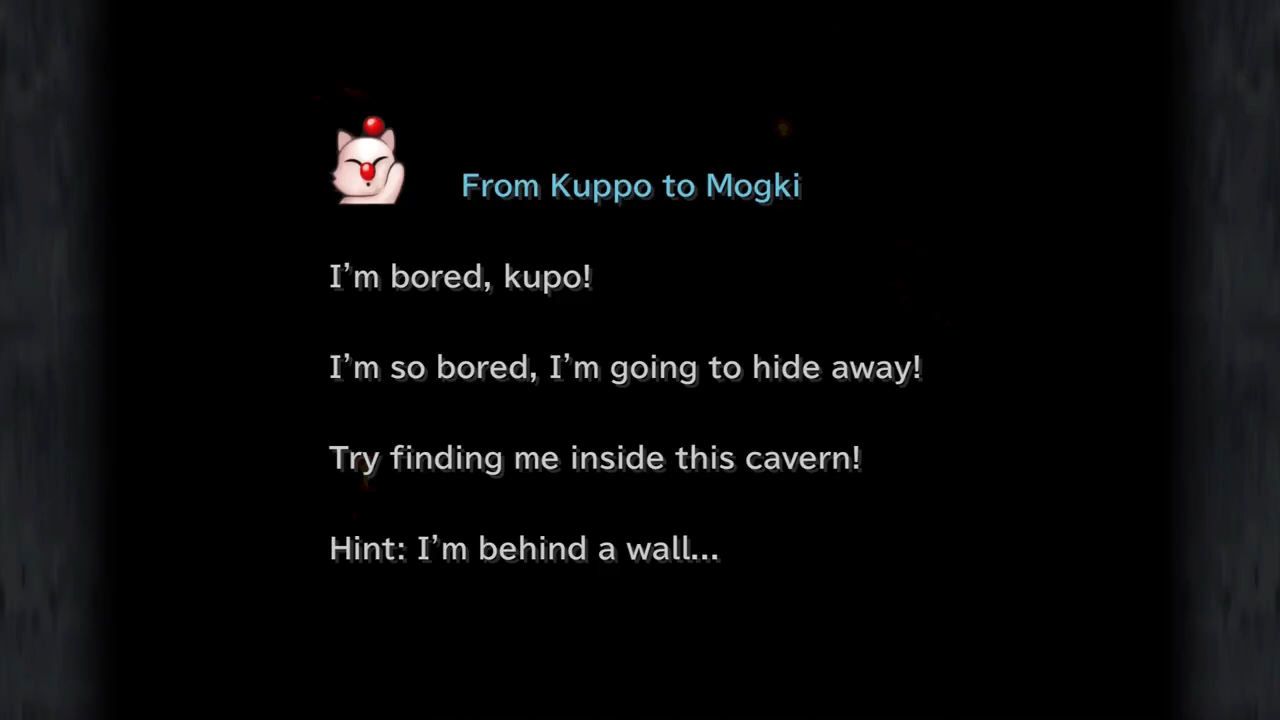 From Kuppo to Mogki
I'm bored, kupo!
I'm so bored, I'm going to hide away!
Try finding me inside this cavern!
Hint: I'm behind a wall...